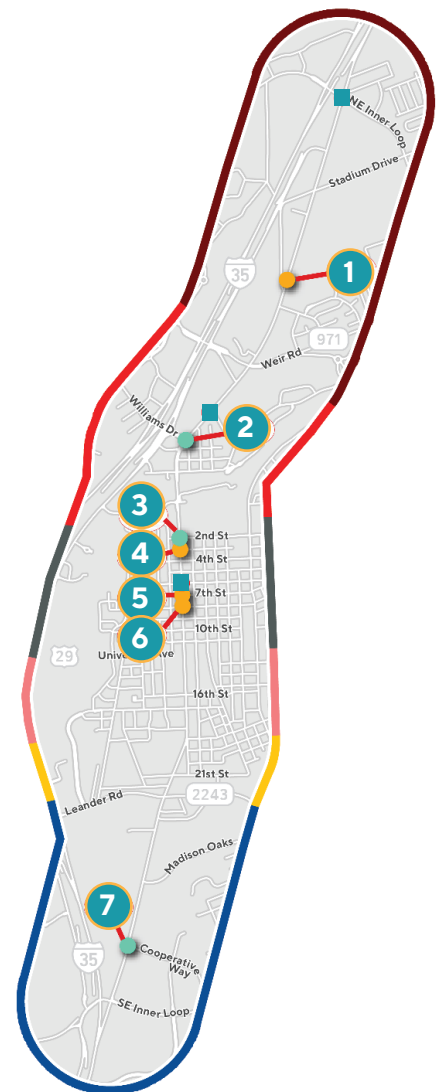 NE Inner Loop
Stadium Drive
1
35
971
Weir Rd
Williams Dr
2
3
2nd St
4
4th St
5
7th St
6
10th St
29
16th St
21st St
2243
Leander Rd
Madison Oaks
7
Cooperative
Way
35
SE Inner Loop